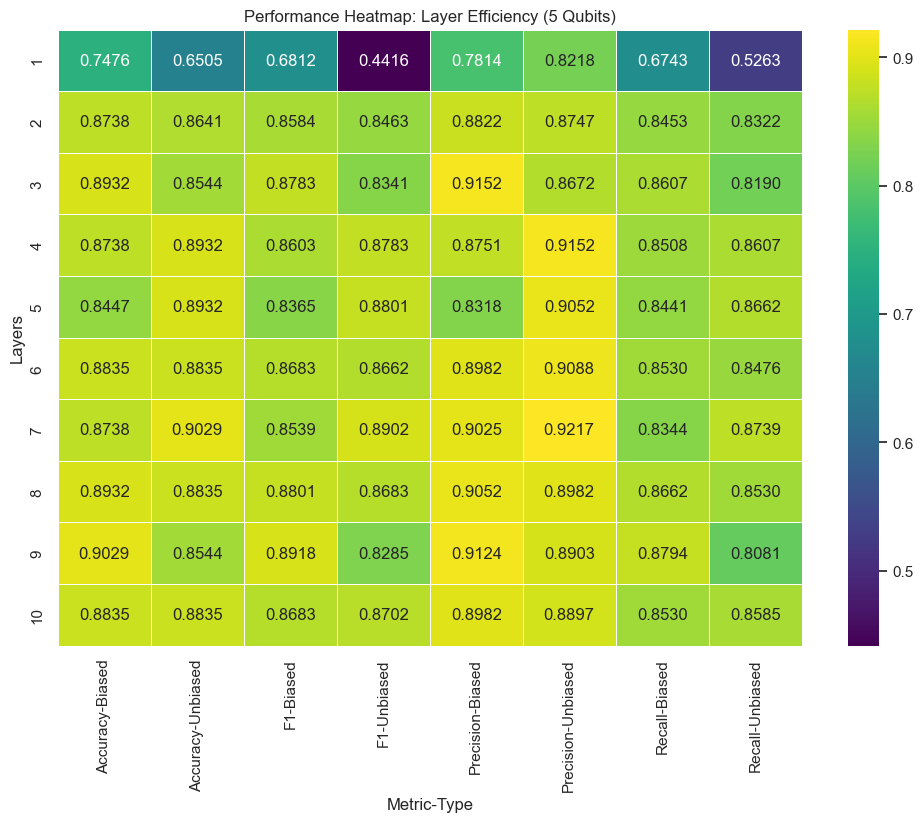 Performance Heatmap: Layer Efficiency (5 Qubits)
Layers
1 0.7476 0.6505 0.6812 0.4416 0.7814 0.8218 0.6743 0.5263
2 0.8738 0.8641 0.8584 0.8463 0.8822 0.8747 0.8453 0.8322
3 0.8932 0.8544 0.8783 0.8341 0.9152 0.8672 0.8607 0.8190
4 0.8738 0.8932 0.8603 0.8783 0.8751 0.9152 0.8508 0.8607
5 0.8447 0.8932 0.8365 0.8801 0.8318 0.9052 0.8441 0.8662
6 0.8835 0.8835 0.8683 0.8662 0.8982 0.9088 0.8530 0.8476
7 0.8738 0.9029 0.8539 0.8902 0.9025 0.9217 0.8344 0.8739
8 0.8932 0.8835 0.8801 0.8683 0.9052 0.8982 0.8662 0.8530
9 0.9029 0.8544 0.8918 0.8285 0.9124 0.8903 0.8794 0.8081
10 0.8835 0.8835 0.8683 0.8702 0.8982 0.8897 0.8530 0.8585
Accuracy-Biased
Accuracy-Unbiased
F1-Biased
F1-Unbiased
Precision-Biased
Precision-Unbiased
Recall-Biased
Recall-Unbiased
Metric-Type
0.9
0.8
0.7
0.6
0.5